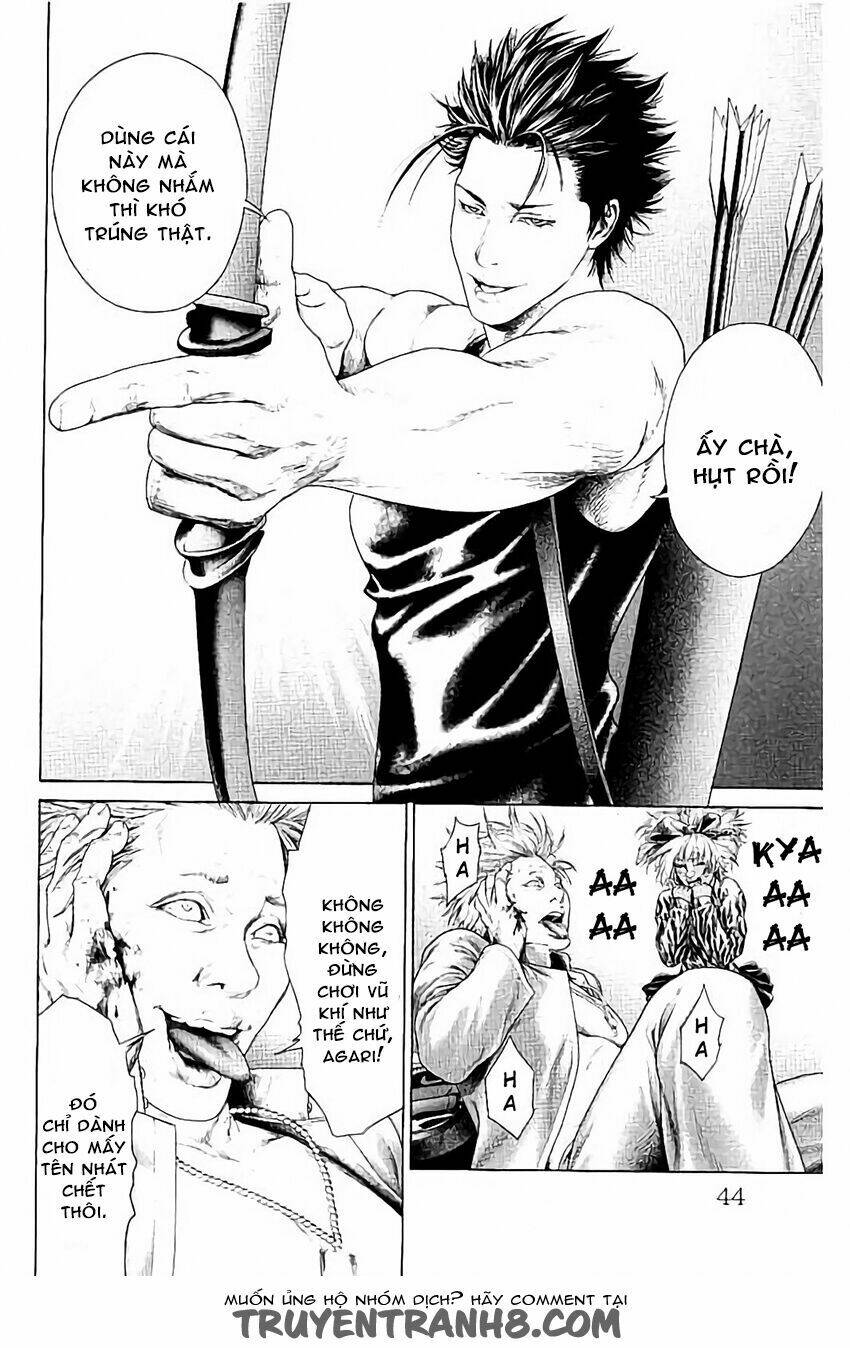 DÙNG CÁI
NÀY MÀ
KHÔNG NHẮM
THÌ KHÓ
TRÚNG THẬT.
ẤY CHÀ,
HỤT RỒI!
HA
AA
AA
KYA
AA
AA
HA
HA
KHÔNG
KHÔNG
KHÔNG,
ĐỪNG
CHƠI VŨ
KHÍ NHƯ
THẾ CHỨ,
AGARI!
ĐÓ
CHỈ DÀNH
CHO MẤY
TÊN NHÁT
CHẾT
THÔI.
44
MUỐN ỦNG HỘ NHÓM DỊCH? HÃY COMMENT TẠI
TRUYENTRANH8.COM